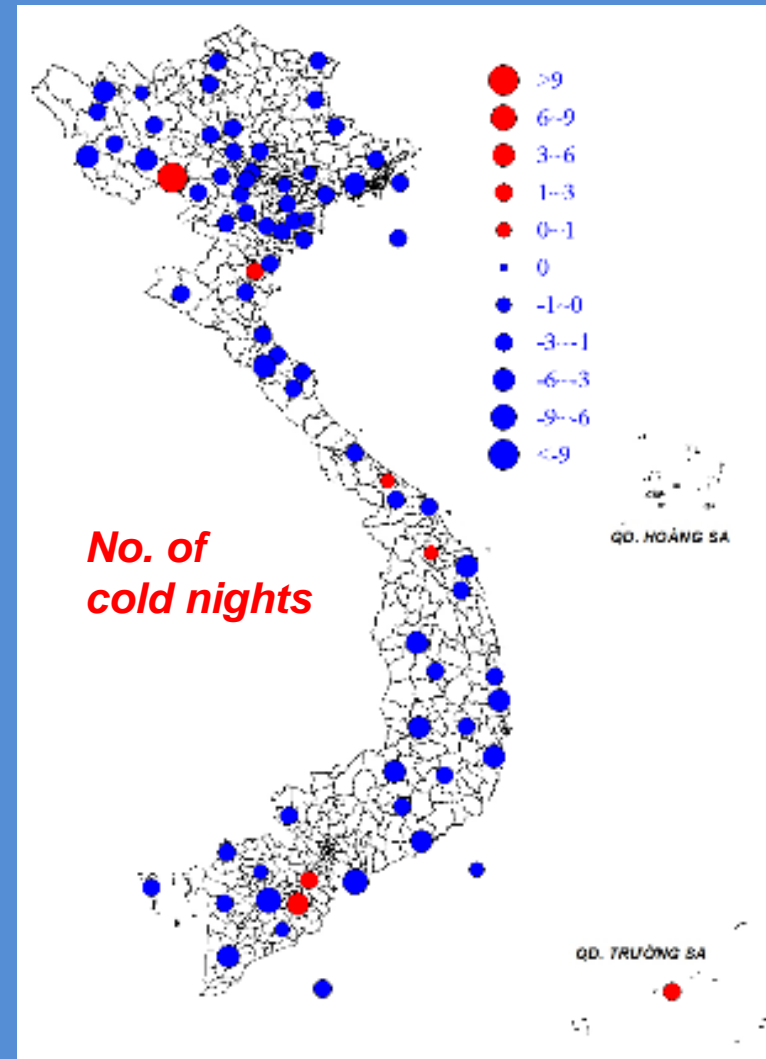 >9
6~9
3~6
1~3
0~1
0
-1~0
-3~-1
-6~-3
-9~-6
<-9
QĐ. HOÀNG SA
No. of
cold nights
QĐ. TRƯỜNG SA